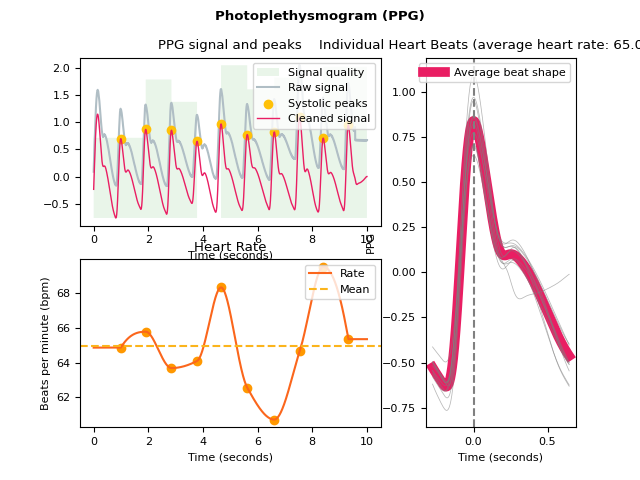 Photoplethysmogram (PPG)
PPG signal and peaks
Individual Heart Beats (average heart rate: 65.0
Signal quality
Raw signal
Systolic peaks
Cleaned signal
2.0
1.5
1.0
0.5
0.0
−0.5
0 2 4 6 8 10
Time (seconds)
Heart Rate
Rate
Mean
Beats per minute (bpm)
68
66
64
62
0 2 4 6 8 10
Time (seconds)
PPG
Average beat shape
1.00
0.75
0.50
0.25
0.00
−0.25
−0.50
−0.75
0.0 0.5
Time (seconds)